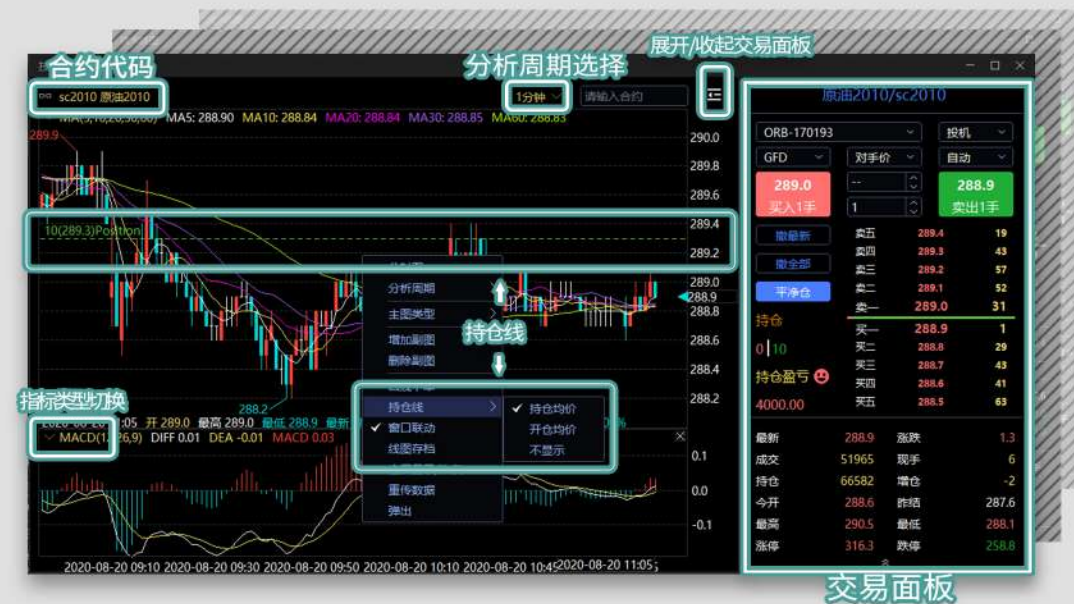 展开/收起交易面板
合约代码
分析周期选择
sc2010 原油2010
1分钟
请输入合约
MA5: 288.90 MA10: 288.84 MA20: 288.84 MA30: 288.85 MA60: 288.83
289.9
290.0
289.8
289.6
289.4
10(289.3)Position
289.2
289.0
288.9
288.8
288.6
288.4
288.2
288.2
分析周期
主图类型
增加副图
删除副图
持仓线
持仓线
窗口联动
线图存档
重传数据
弹出
持仓均价
开仓均价
不显示
指标类型切换
开 289.0 最高 289.0 最低 288.9 最新
MACD(12,26,9) DIFF 0.01 DEA -0.01 MACD 0.03
0.1
0.0
-0.1
2020-08-20 09:10 2020-08-20 09:30 2020-08-20 09:50 2020-08-20 10:10 2020-08-20 10:45 2020-08-20 11:05
原油2010/sc2010
ORB-170193 投机
GFD 对手价 自动
289.0 -- 288.9
买入1手 1 卖出1手
撤最新
撤全部
平净仓
卖五 289.4 19
卖四 289.3 43
卖三 289.2 57
卖二 289.1 52
卖一 289.0 31
买一 288.9 1
买二 288.8 29
买三 288.7 43
买四 288.6 41
买五 288.5 63
持仓
0 10
持仓盈亏
4000.00
最新 288.9 涨跌 1.3
成交 51965 现手 6
持仓 66582 增仓 -2
今开 288.6 昨结 287.6
最高 290.5 最低 288.1
涨停 316.3 跌停 258.8
交易面板